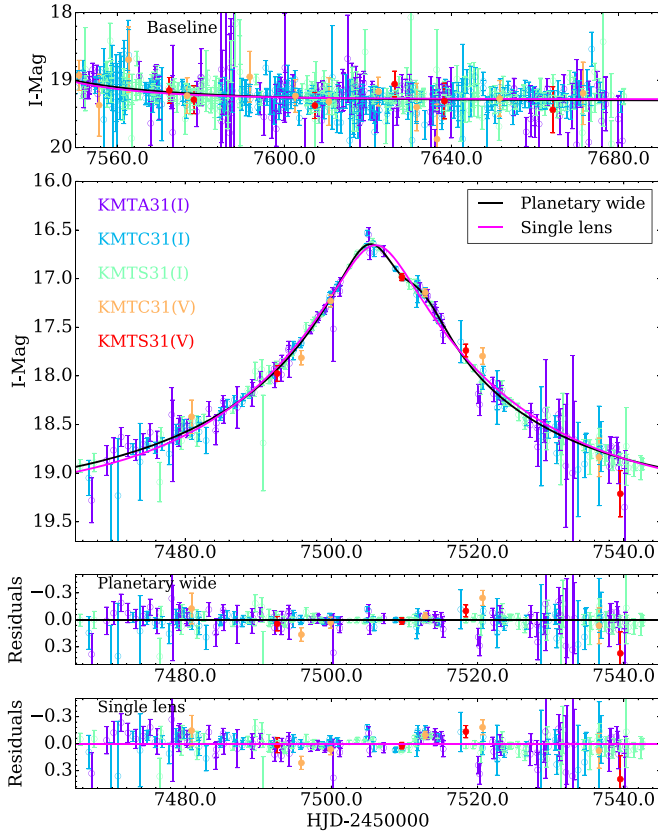 18
Baseline
19
20
I-Mag
7560.0 7600.0 7640.0 7680.0
16.0
16.5
17.0
17.5
18.0
18.5
19.0
19.5
I-Mag
KMTA31(I)
KMTC31(I)
KMTS31(I)
KMTC31(V)
KMTS31(V)
Planetary wide
Single lens
7480.0 7500.0 7520.0 7540.0
Planetary wide
−0.3
0.0
0.3
Residuals
7480.0 7500.0 7520.0 7540.0
Single lens
−0.3
0.0
0.3
Residuals
7480.0 7500.0 7520.0 7540.0
HJD-2450000